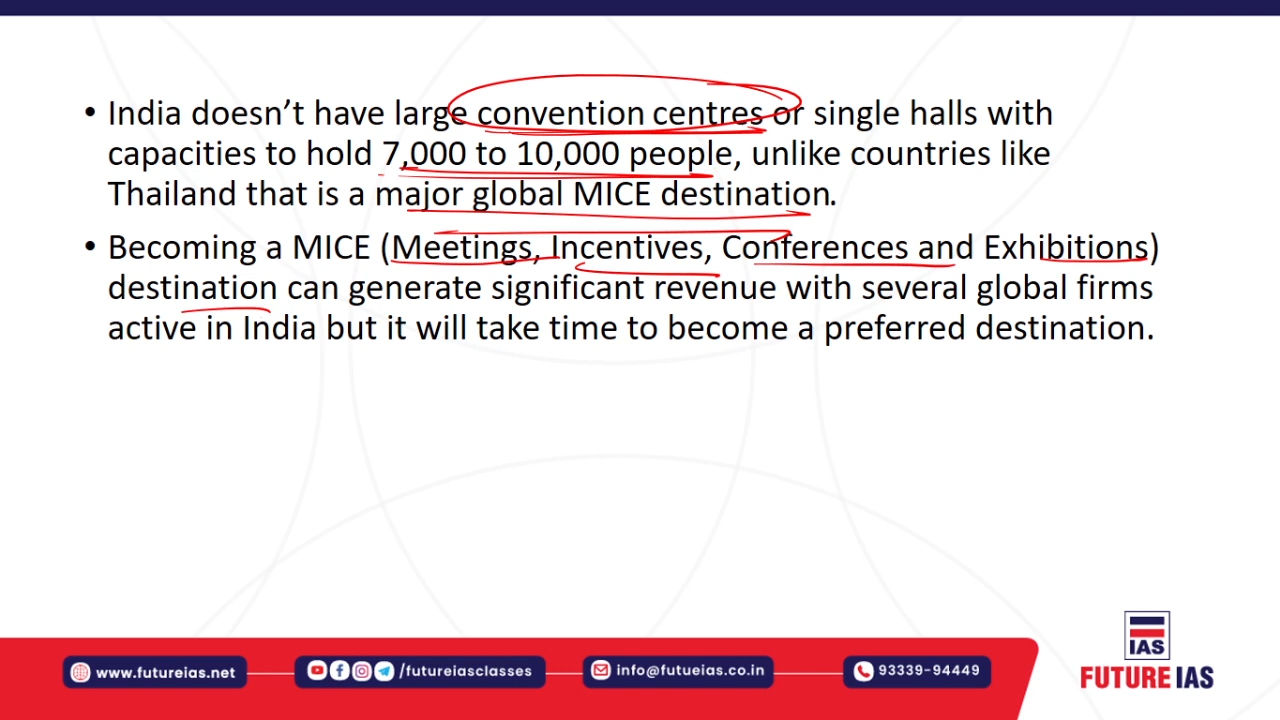 • India doesn’t have large convention centres or single halls with
capacities to hold 7,000 to 10,000 people, unlike countries like
Thailand that is a major global MICE destination.
• Becoming a MICE (Meetings, Incentives, Conferences and Exhibitions)
destination can generate significant revenue with several global firms
active in India but it will take time to become a preferred destination.
IAS
FUTURE IAS
www.futureias.net
/futureiasclasses
info@futueias.co.in
93339-94449